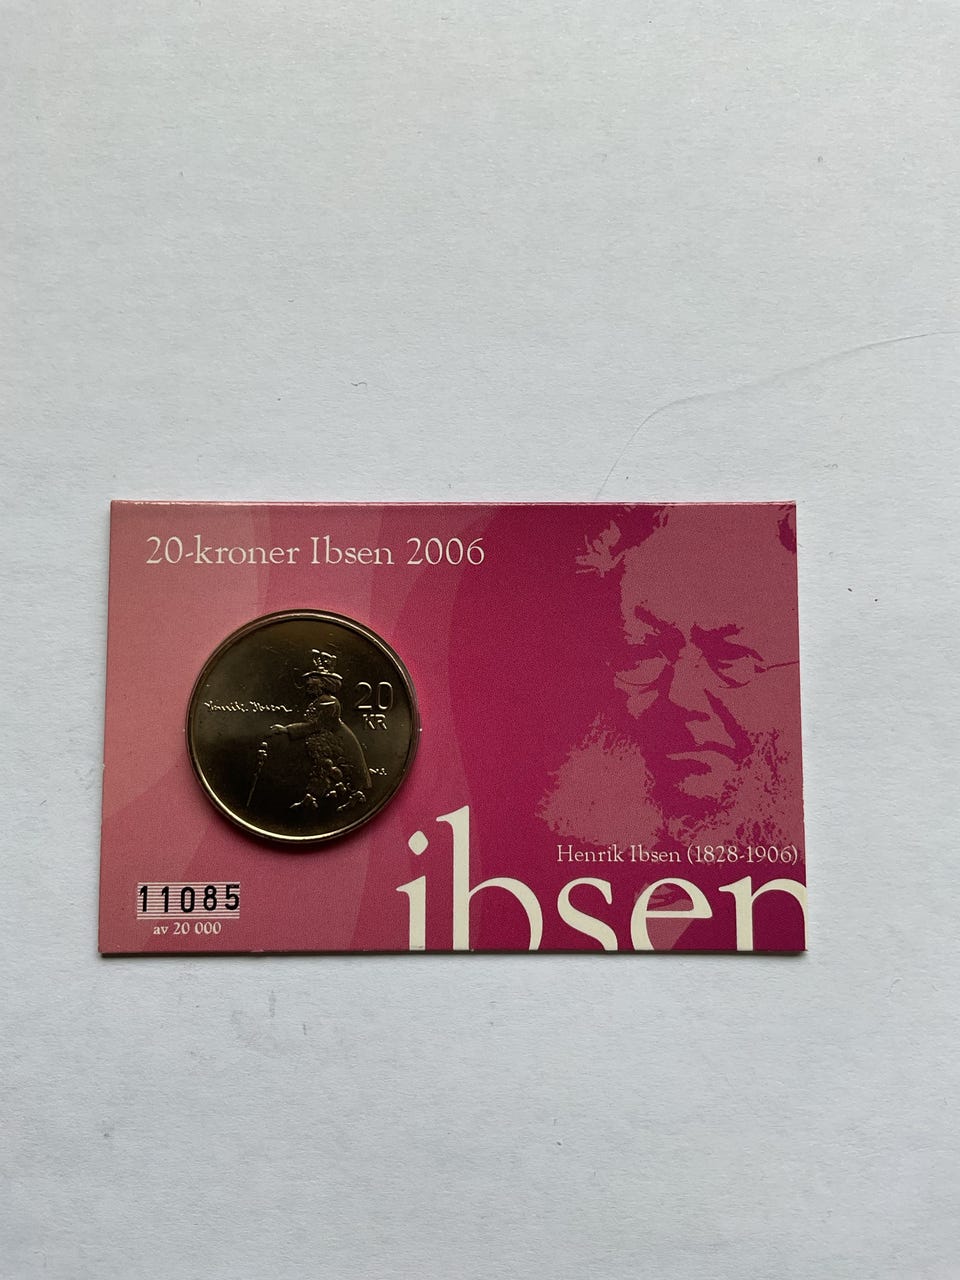 20-kroner Ibsen 2006
Henrik Ibsen
20
KR
Henrik Ibsen (1828-1906)
ibsen
11085
av 20 000